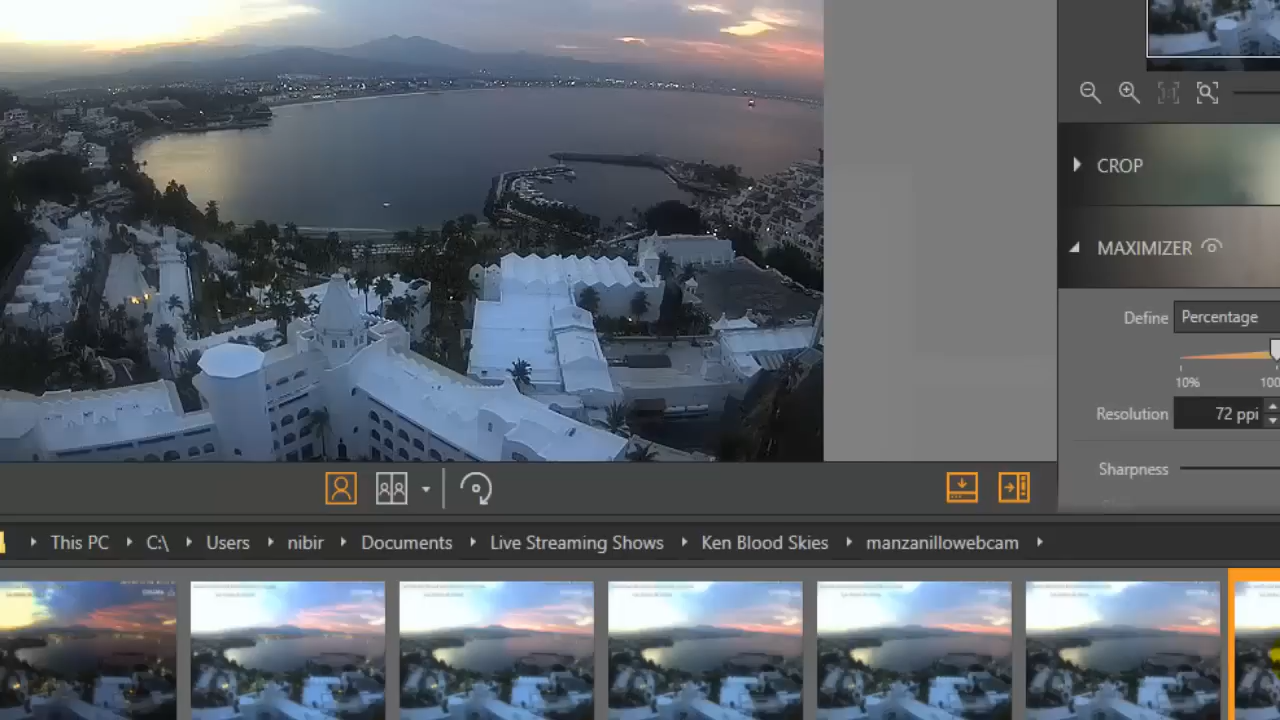 CROP
MAXIMIZER
Define Percentage
10% 100
Resolution 72 ppi
Sharpness
This PC C:\ Users nibir Documents Live Streaming Shows Ken Blood Skies manzanillowebcam